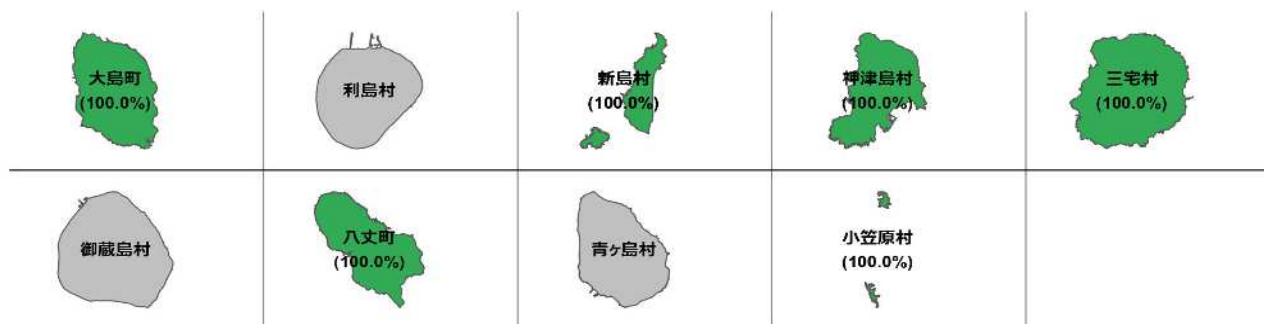 大島町
(100.0%)
利島村
新島村
(100.0%)
神津島村
(100.0%)
三宅村
(100.0%)
御蔵島村
八丈町
(100.0%)
青ヶ島村
小笠原村
(100.0%)